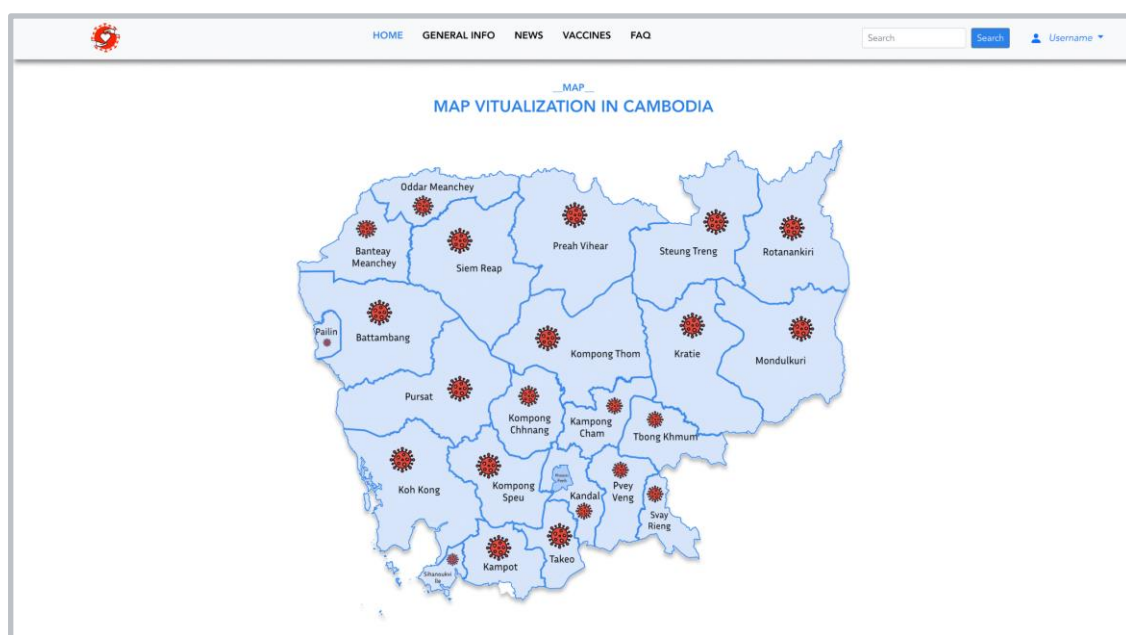 HOME GENERAL INFO NEWS VACCINES FAQ Search Search Username
__MAP__
MAP VITUALIZATION IN CAMBODIA
Oddar Meanchey
Banteay
Meanchey
Siem Reap
Preah Vihear
Steung Treng
Rotanankiri
Pailin
Battambang
Kompong Thom
Kratie
Mondulkuri
Pursat
Kompong
Chhnang
Kampong
Cham
Tbong Khmum
Koh Kong
Kompong
Speu
Phnom
Penh
Kandal
Pvey
Veng
Svay
Rieng
Kampot
Takeo